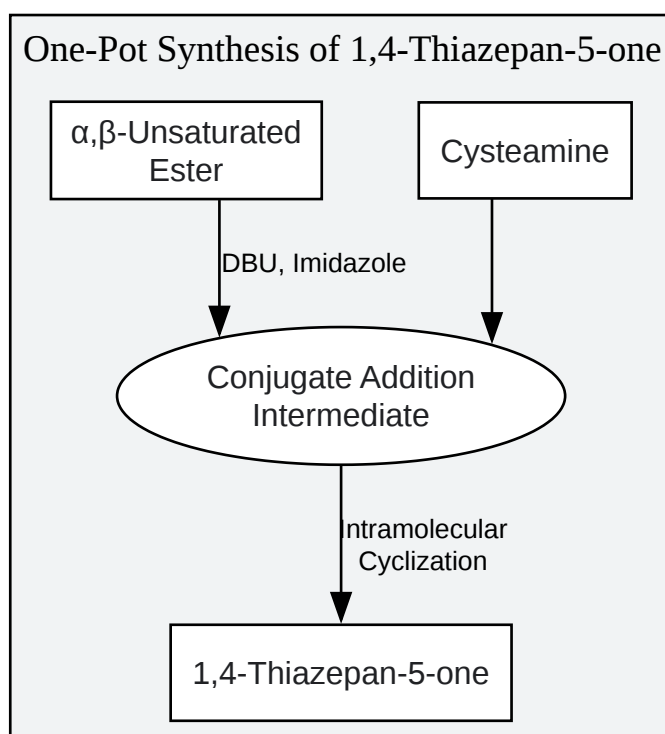 One-Pot Synthesis of 1,4-Thiazepan-5-one
α,β-Unsaturated
Ester
Cysteamine
DBU, Imidazole
Conjugate Addition
Intermediate
Intramolecular
Cyclization
1,4-Thiazepan-5-one